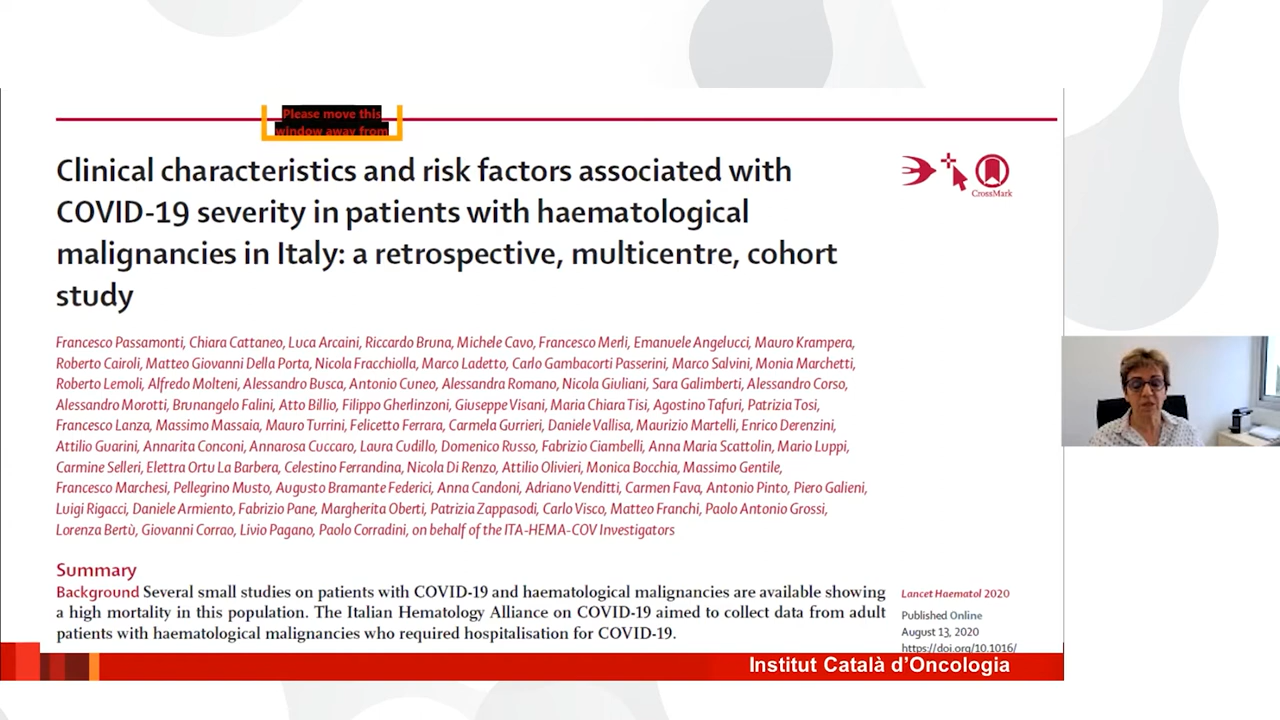 Please move this
window away from
Clinical characteristics and risk factors associated with
COVID-19 severity in patients with haematological
malignancies in Italy: a retrospective, multicentre, cohort
study
CrossMark
Francesco Passamonti, Chiara Cattaneo, Luca Arcaini, Riccardo Bruna, Michele Cavo, Francesco Merli, Emanuele Angelucci, Mauro Krampera,
Roberto Cairoli, Matteo Giovanni Della Porta, Nicola Fracchiolla, Marco Ladetto, Carlo Gambacorti Passerini, Marco Salvini, Monia Marchetti,
Roberto Lemoli, Alfredo Molteni, Alessandro Busca, Antonio Cuneo, Alessandra Romano, Nicola Giuliani, Sara Galimberti, Alessandro Corso,
Alessandro Morotti, Brunangelo Falini, Atto Billio, Filippo Gherlinzoni, Giuseppe Visani, Maria Chiara Tisi, Agostino Tafuri, Patrizia Tosi,
Francesco Lanza, Massimo Massaia, Mauro Turrini, Felicetto Ferrara, Carmela Gurrieri, Daniele Vallisa, Maurizio Martelli, Enrico Derenzini,
Attilio Guarini, Annarita Conconi, Annarosa Cuccaro, Laura Cudillo, Domenico Russo, Fabrizio Ciambelli, Anna Maria Scattolin, Mario Luppi,
Carmine Selleri, Elettra Ortu La Barbera, Celestino Ferrandina, Nicola Di Renzo, Attilio Olivieri, Monica Bocchia, Massimo Gentile,
Francesco Marchesi, Pellegrino Musto, Augusto Bramante Federici, Anna Candoni, Adriano Venditti, Carmen Fava, Antonio Pinto, Piero Galieni,
Luigi Rigacci, Daniele Armiento, Fabrizio Pane, Margherita Oberti, Patrizia Zappasodi, Carlo Visco, Matteo Franchi, Paolo Antonio Grossi,
Lorenza Bertù, Giovanni Corrao, Livio Pagano, Paolo Corradini, on behalf of the ITA-HEMA-COV Investigators
Summary
Background Several small studies on patients with COVID-19 and haematological malignancies are available showing
a high mortality in this population. The Italian Hematology Alliance on COVID-19 aimed to collect data from adult
patients with haematological malignancies who required hospitalisation for COVID-19.
Lancet Haematol 2020
Published Online
August 13, 2020
https://doi.org/10.1016/
Institut Català d'Oncologia